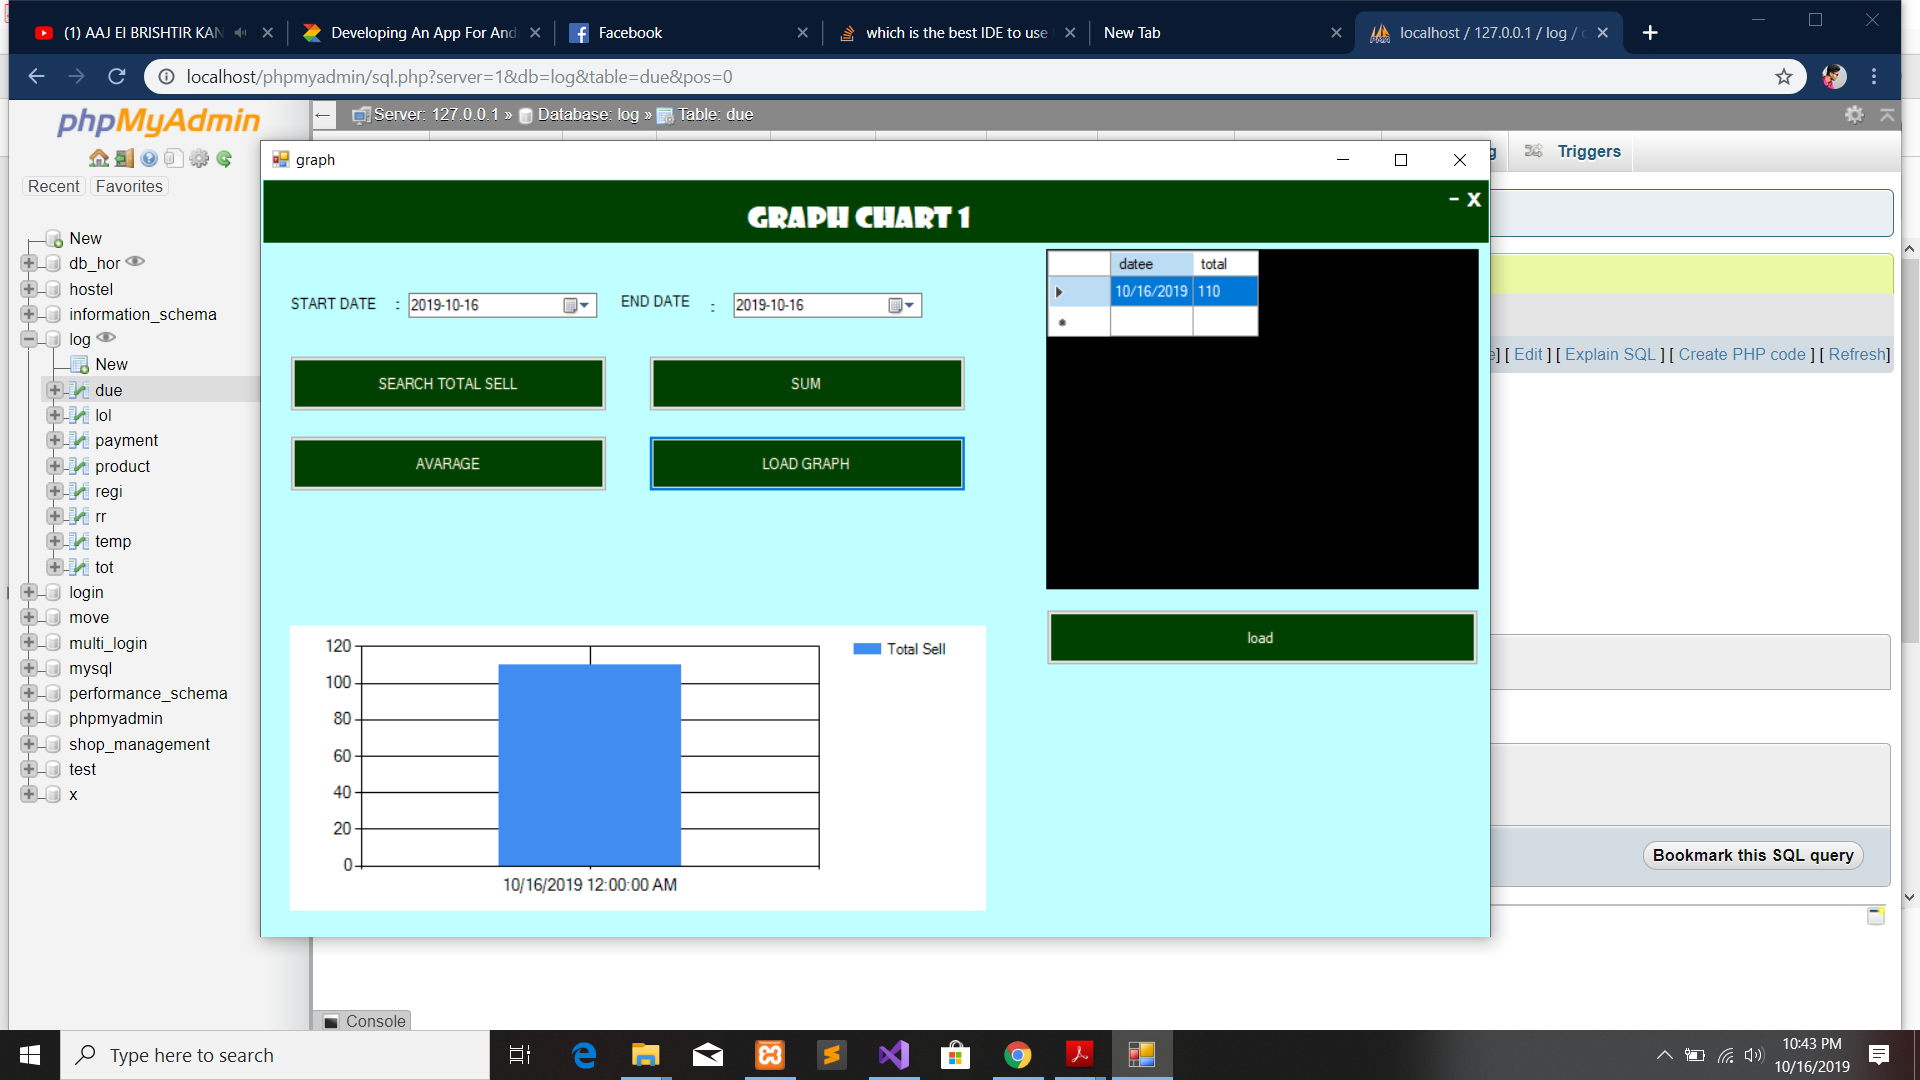 (1) AAJ EI BRISHTIR KAN
Developing An App For And
Facebook
which is the best IDE to use
New Tab
localhost / 127.0.0.1 / log /
localhost/phpmyadmin/sql.php?server=1&db=log&table=due&pos=0
phpMyAdmin
Server: 127.0.0.1 » Database: log » Table: due
Recent
Favorites
New
db_hor
hostel
information_schema
log
New
due
lol
payment
product
regi
rr
temp
tot
login
move
multi_login
mysql
performance_schema
phpmyadmin
shop_management
test
x
g
Triggers
e] [ Edit ] [ Explain SQL ] [ Create PHP code ] [ Refresh]
Bookmark this SQL query
Console
graph
GRAPH CHART 1
- X
START DATE : 2019-10-16
END DATE : 2019-10-16
SEARCH TOTAL SELL
SUM
AVARAGE
LOAD GRAPH
datee total
10/16/2019 110
load
120
100
80
60
40
20
0
10/16/2019 12:00:00 AM
Total Sell
Type here to search
10:43 PM
10/16/2019